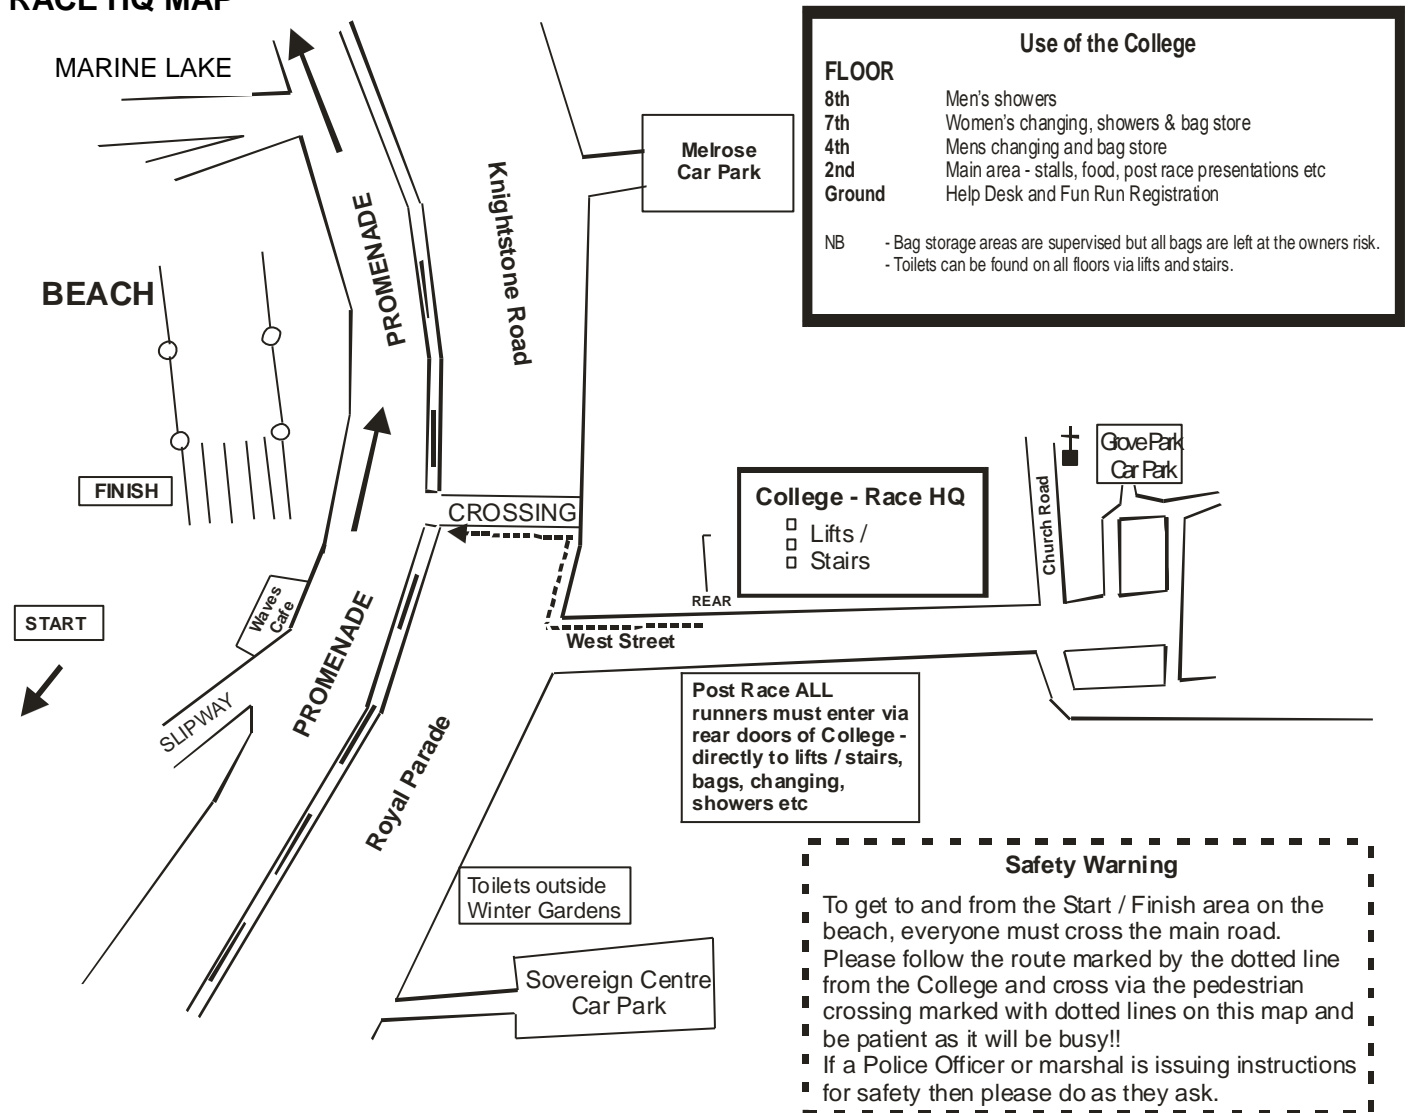 RACE HQ MAP
MARINE LAKE
BEACH
FINISH
START
Waves
Cafe
SLIPWAY
PROMENADE
PROMENADE
Knightstone Road
Royal Parade
CROSSING
West Street
REAR
Melrose
Car Park
Use of the College
FLOOR
8th Men's showers
7th Women's changing, showers & bag store
4th Mens changing and bag store
2nd Main area - stalls, food, post race presentations etc
Ground Help Desk and Fun Run Registration
NB - Bag storage areas are supervised but all bags are left at the owners risk.
- Toilets can be found on all floors via lifts and stairs.
College - Race HQ
Lifts /
Stairs
Church Road
Grove Park
Car Park
Post Race ALL
runners must enter via
rear doors of College -
directly to lifts / stairs,
bags, changing,
showers etc
Toilets outside
Winter Gardens
Sovereign Centre
Car Park
Safety Warning
To get to and from the Start / Finish area on the
beach, everyone must cross the main road.
Please follow the route marked by the dotted line
from the College and cross via the pedestrian
crossing marked with dotted lines on this map and
be patient as it will be busy!!
If a Police Officer or marshal is issuing instructions
for safety then please do as they ask.